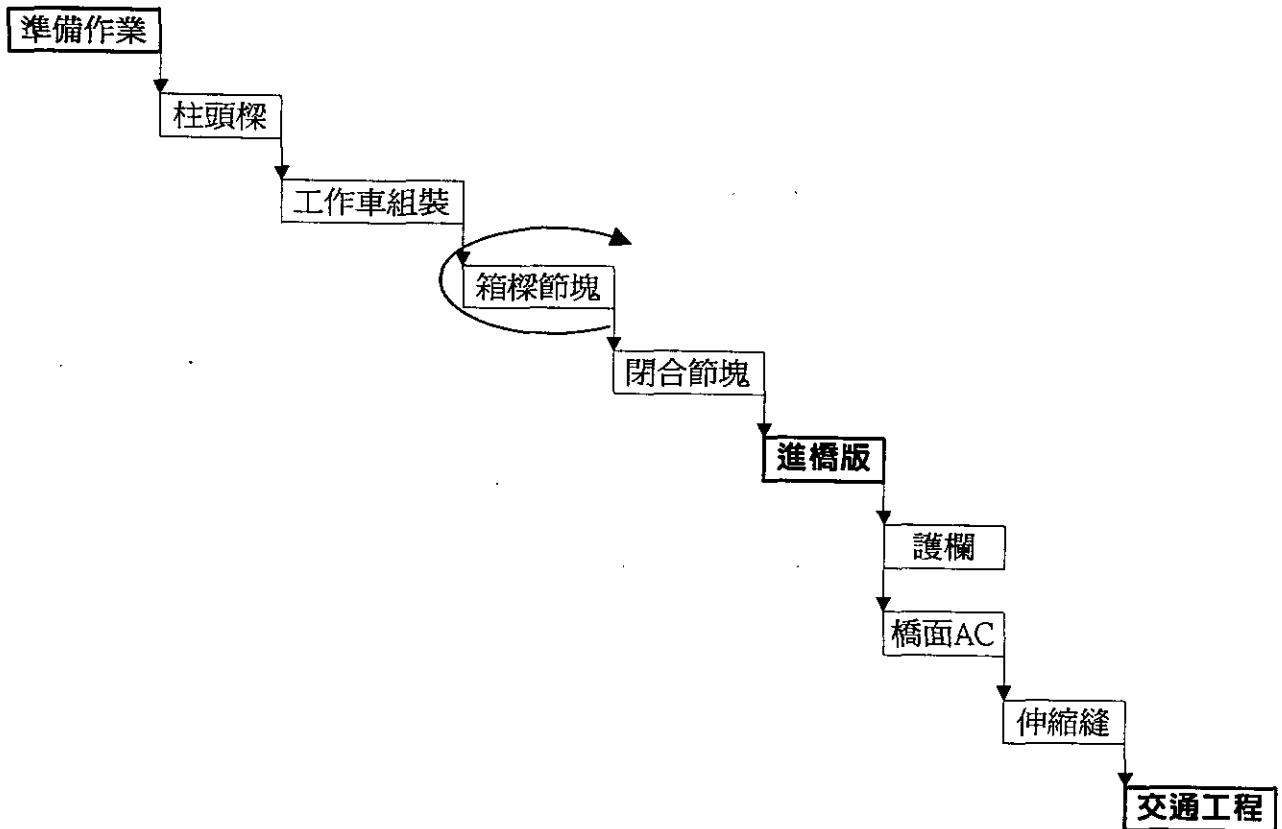 準備作業
柱頭樑
工作車組裝
箱樑節塊
閉合節塊
進橋版
護欄
橋面AC
伸縮縫
交通工程